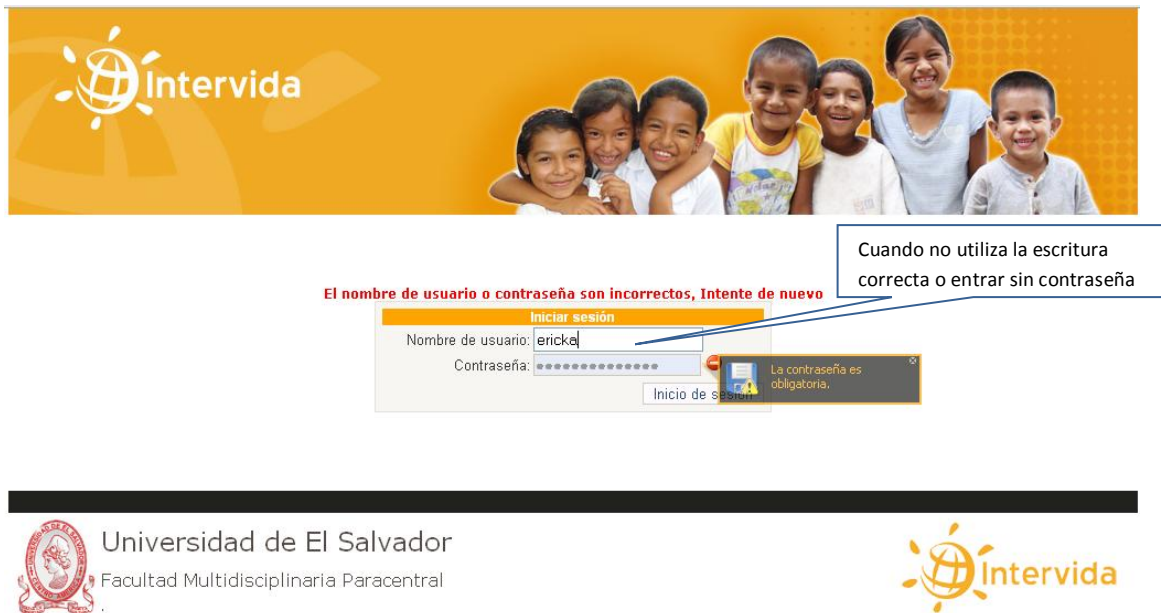 Intervida
Cuando no utiliza la escritura
correcta o entrar sin contraseña
El nombre de usuario o contraseña son incorrectos, Intente de nuevo
Iniciar sesión
Nombre de usuario: ericka
Contraseña: ●●●●●●●●●●●●●●
La contraseña es
obligatoria.
Inicio de sesión
Universidad de El Salvador
Facultad Multidisciplinaria Paracentral
.
Intervida